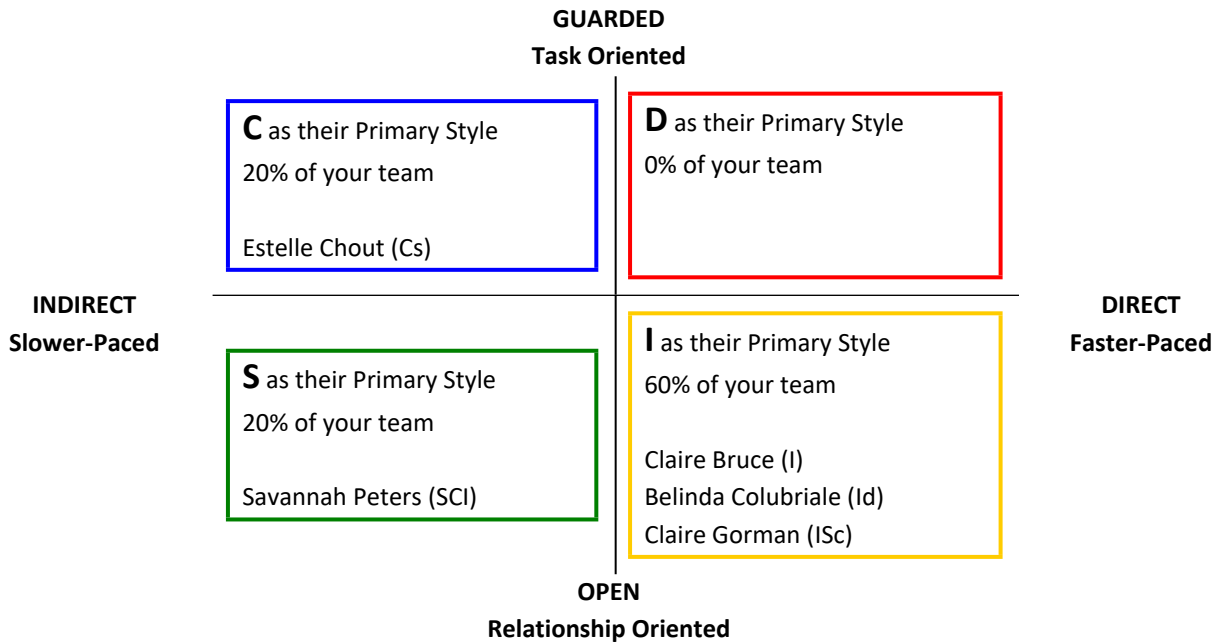 GUARDED
Task Oriented
C as their Primary Style
20% of your team
Estelle Chout (Cs)
D as their Primary Style
0% of your team
INDIRECT
Slower-Paced
DIRECT
Faster-Paced
S as their Primary Style
20% of your team
Savannah Peters (SCI)
I as their Primary Style
60% of your team
Claire Bruce (I)
Belinda Colubriale (Id)
Claire Gorman (ISc)
OPEN
Relationship Oriented